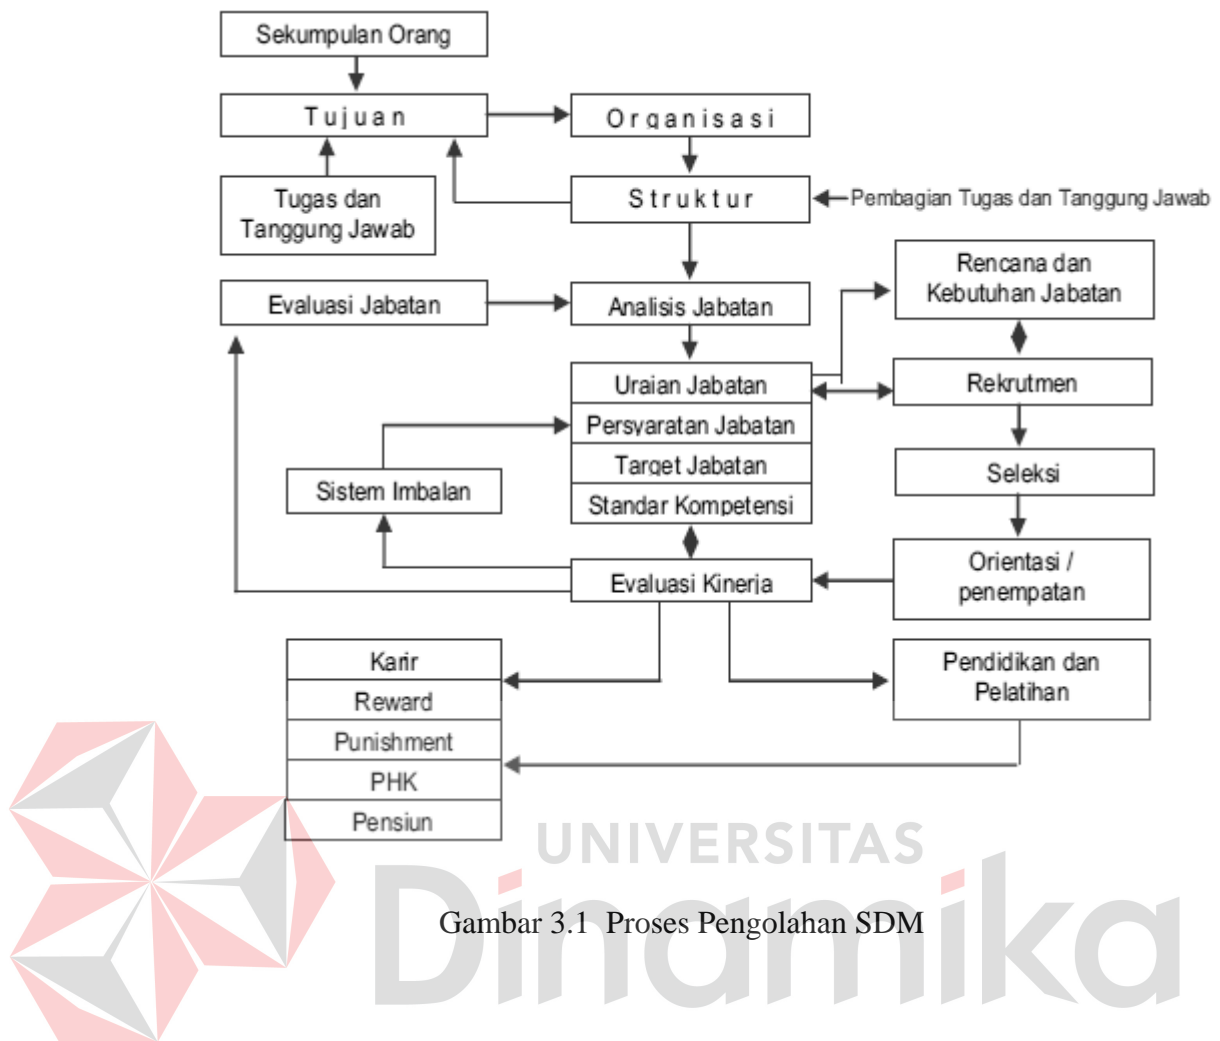 Sekumpulan Orang
Tujuan
Organisasi
Tugas dan
Tanggung Jawab
Struktur
Pembagian Tugas dan Tanggung Jawab
Rencana dan
Kebutuhan Jabatan
Evaluasi Jabatan
Analisis Jabatan
Uraian Jabatan
Rekrutmen
Persyaratan Jabatan
Target Jabatan
Seleksi
Sistem Imbalan
Standar Kompetensi
Orientasi /
penempatan
Evaluasi Kinerja
Karir
Pendidikan dan
Pelatihan
Reward
Punishment
PHK
Pensiun
UNIVERSITAS
Dinamika
Gambar 3.1 Proses Pengolahan SDM